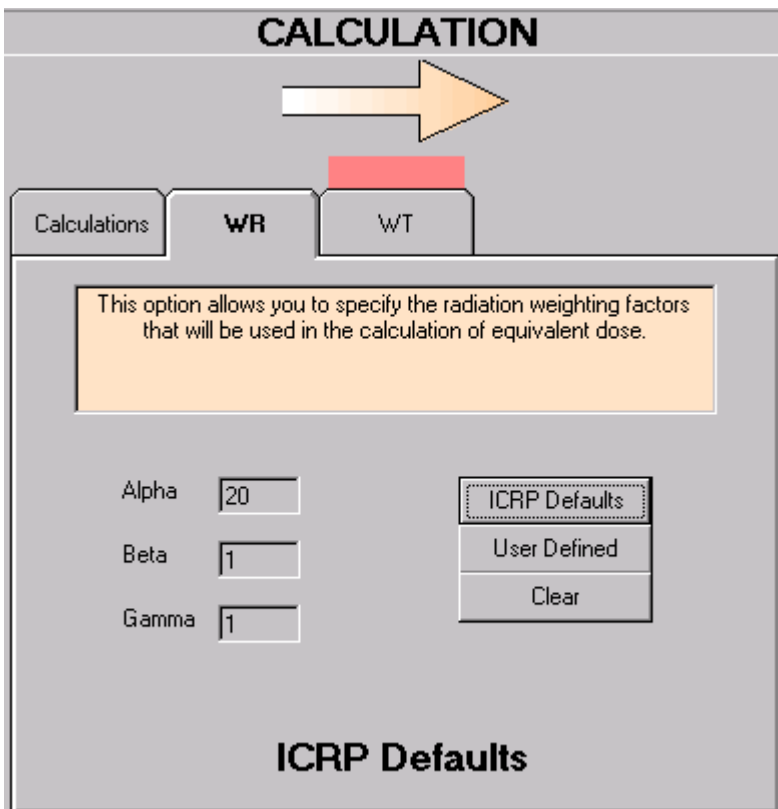 CALCULATION
Calculations WR WT
This option allows you to specify the radiation weighting factors
that will be used in the calculation of equivalent dose.
Alpha 20
Beta 1
Gamma 1
ICRP Defaults
User Defined
Clear
ICRP Defaults